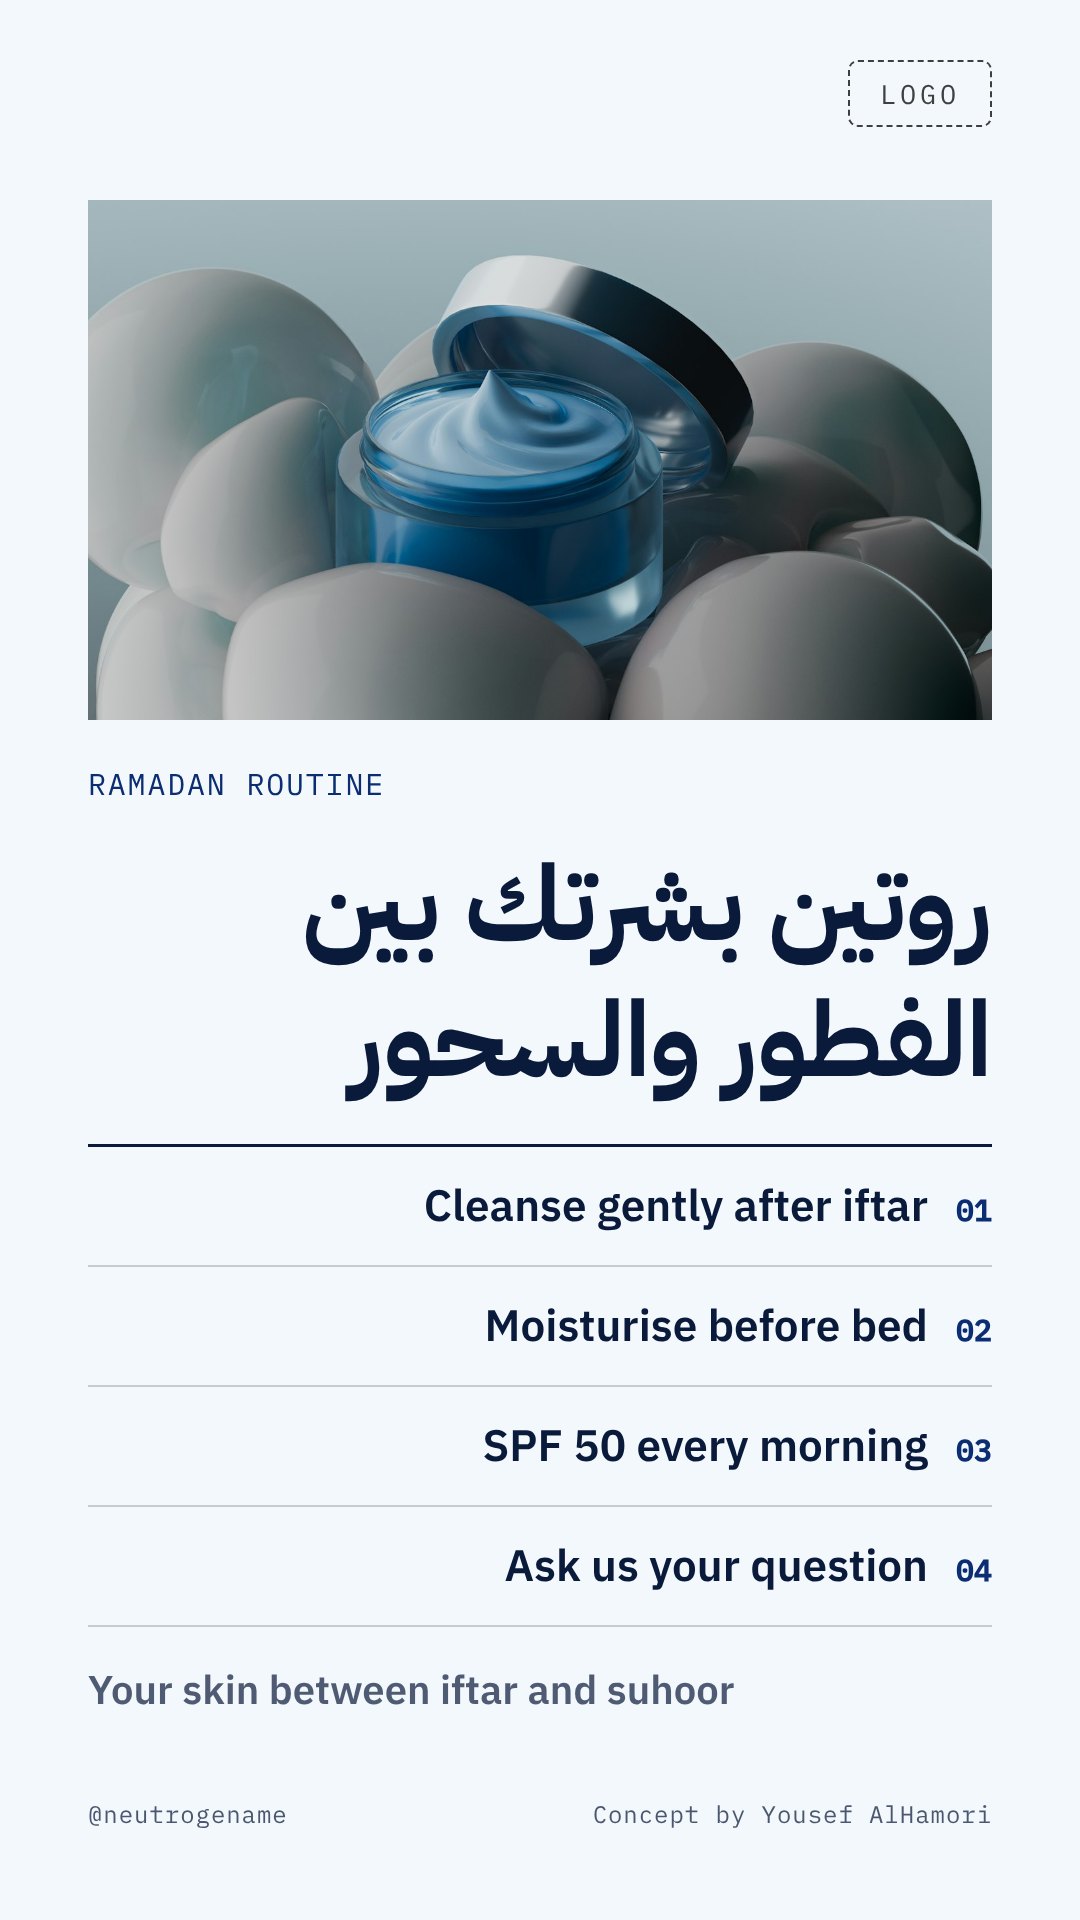 LOGO
RAMADAN ROUTINE
روتين بشرتك بين
الفطور والسحور
Cleanse gently after iftar 01
Moisturise before bed 02
SPF 50 every morning 03
Ask us your question 04
Your skin between iftar and suhoor
@neutrogename
Concept by Yousef AlHamori